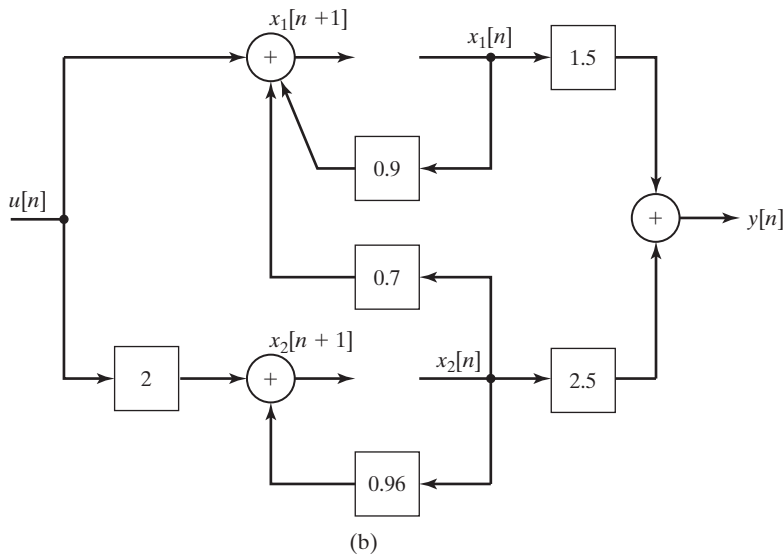 x₁[n +1]
x₁[n]
+
1.5
0.9
u[n]
+
y[n]
0.7
x₂[n + 1]
x₂[n]
2
+
2.5
0.96
(b)